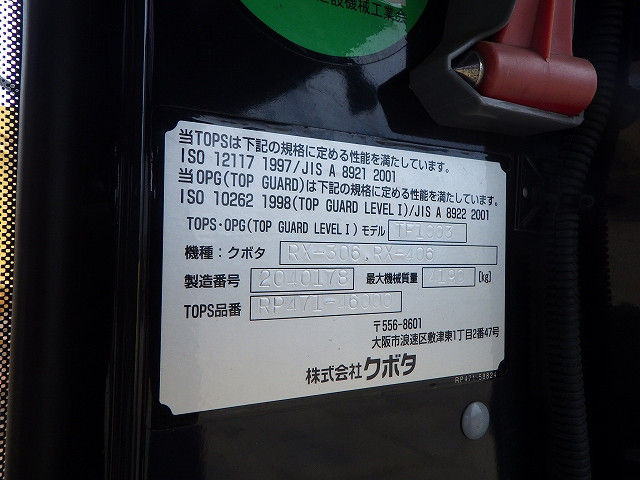 設機械工業会
当TOPSは下記の規格に定める性能を満たしています。
ISO 12117 1997/JIS A 8921 2001
当OPG(TOP GUARD)は下記の規格に定める性能を満たしています。
ISO 10262 1998(TOP GUARD LEVELⅠ)/JIS A 8922 2001
TOPS・OPG(TOP GUARD LEVELⅠ)モデル
機種：クボタ RX-306,RX-406
製造番号 2040178 最大機械質量 [kg]
TOPS品番
〒556-8601
大阪市浪速区敷津東1丁目2番47号
株式会社クボタ
RP471-58824